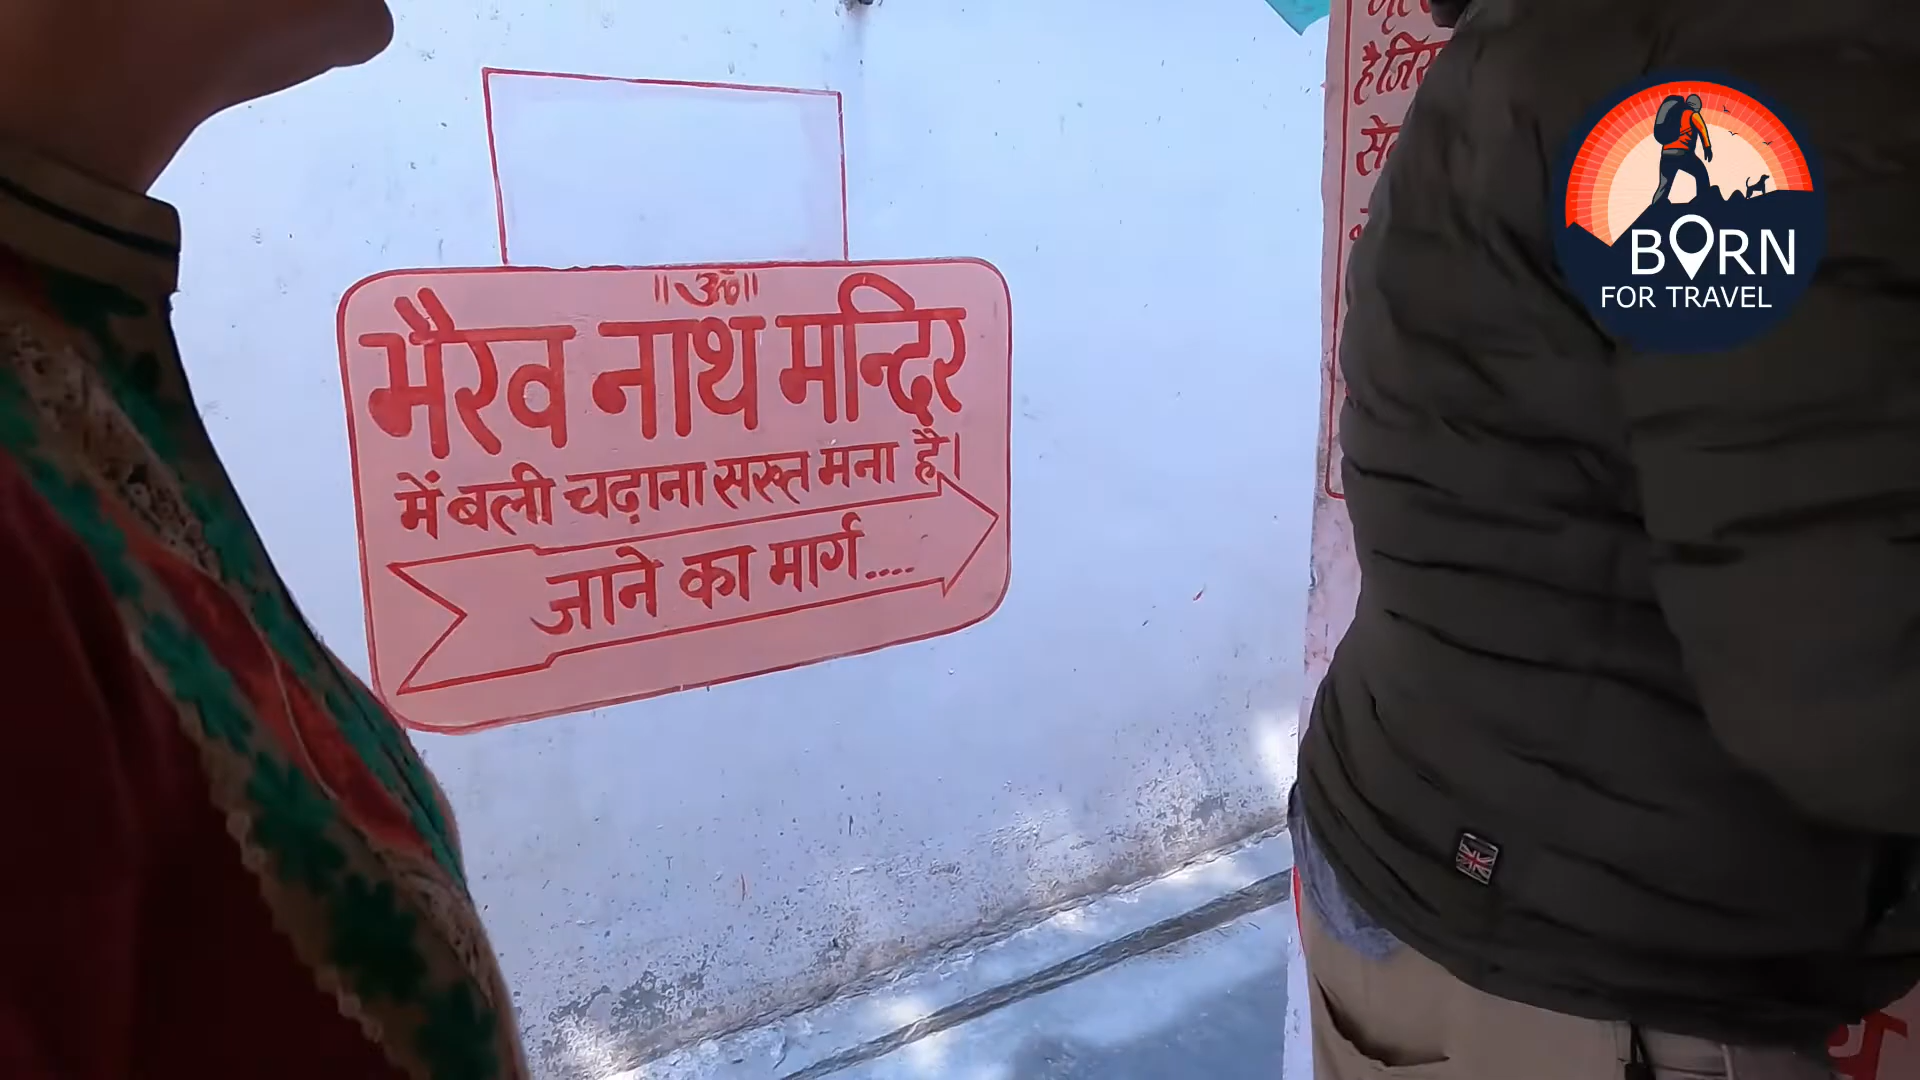 ॥ॐ॥
भैरव नाथ मन्दिर
में बली चढ़ाना सख्त मना है।
जाने का मार्ग....
है जिस
BORN
FOR TRAVEL